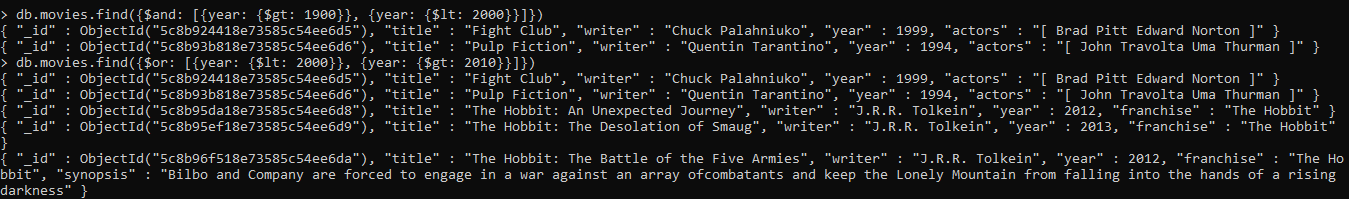 > db.movies.find({$and: [{year: {$gt: 1900}}, {year: {$lt: 2000}}]})
{ "_id" : ObjectId("5c8b924418e73585c54ee6d5"), "title" : "Fight Club", "writer" : "Chuck Palahniuko", "year" : 1999, "actors" : "[ Brad Pitt Edward Norton ]" }
{ "_id" : ObjectId("5c8b93b818e73585c54ee6d6"), "title" : "Pulp Fiction", "writer" : "Quentin Tarantino", "year" : 1994, "actors" : "[ John Travolta Uma Thurman ]" }
> db.movies.find({$or: [{year: {$lt: 2000}}, {year: {$gt: 2010}}]})
{ "_id" : ObjectId("5c8b924418e73585c54ee6d5"), "title" : "Fight Club", "writer" : "Chuck Palahniuko", "year" : 1999, "actors" : "[ Brad Pitt Edward Norton ]" }
{ "_id" : ObjectId("5c8b93b818e73585c54ee6d6"), "title" : "Pulp Fiction", "writer" : "Quentin Tarantino", "year" : 1994, "actors" : "[ John Travolta Uma Thurman ]" }
{ "_id" : ObjectId("5c8b95da18e73585c54ee6d8"), "title" : "The Hobbit: An Unexpected Journey", "writer" : "J.R.R. Tolkein", "year" : 2012, "franchise" : "The Hobbit" }
{ "_id" : ObjectId("5c8b95ef18e73585c54ee6d9"), "title" : "The Hobbit: The Desolation of Smaug", "writer" : "J.R.R. Tolkein", "year" : 2013, "franchise" : "The Hobbit"
}
{ "_id" : ObjectId("5c8b96f518e73585c54ee6da"), "title" : "The Hobbit: The Battle of the Five Armies", "writer" : "J.R.R. Tolkein", "year" : 2012, "franchise" : "The Ho
bbit", "synopsis" : "Bilbo and Company are forced to engage in a war against an array ofcombatants and keep the Lonely Mountain from falling into the hands of a rising
darkness" }